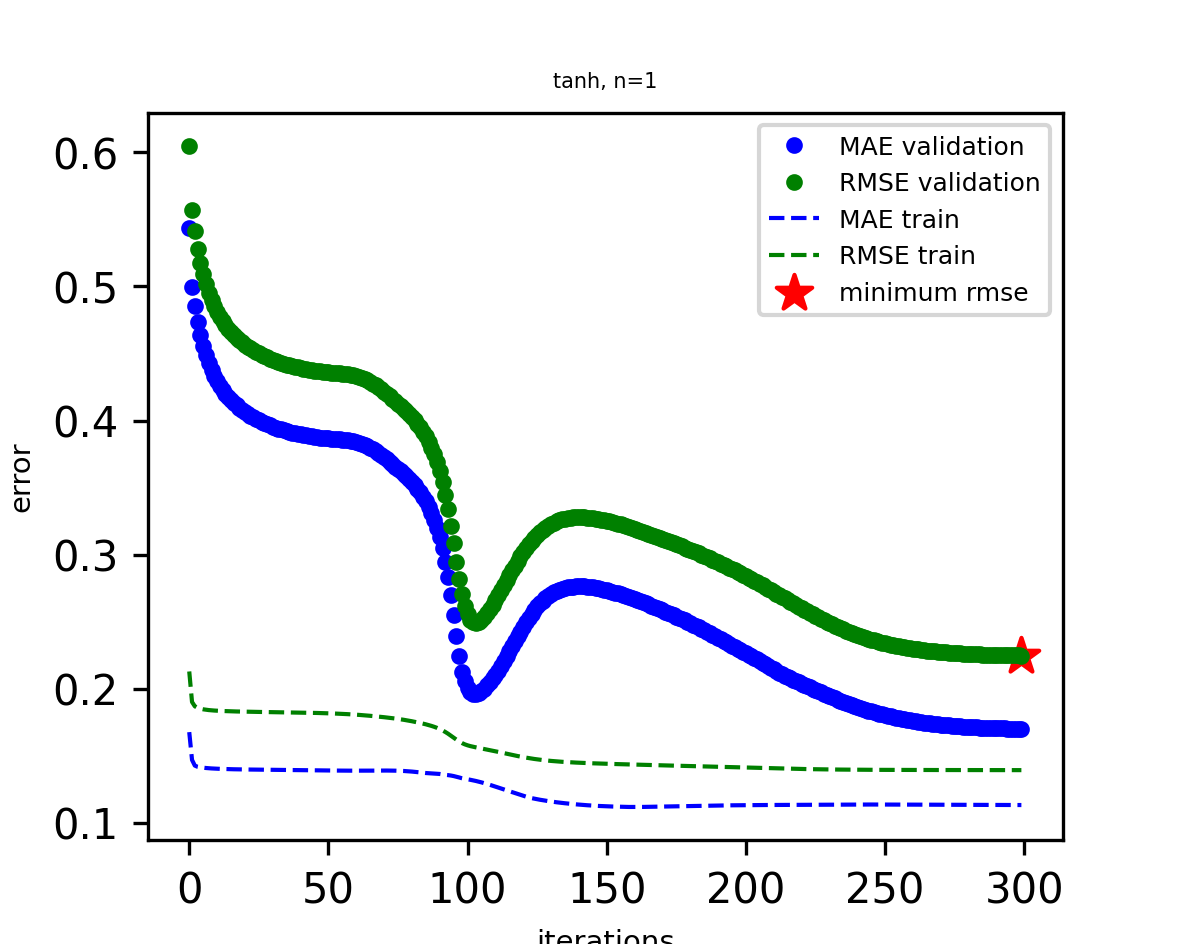 tanh, n=1
0.6
0.5
0.4
0.3
0.2
0.1
error
MAE validation
RMSE validation
MAE train
RMSE train
minimum rmse
0 50 100 150 200 250 300
iterations